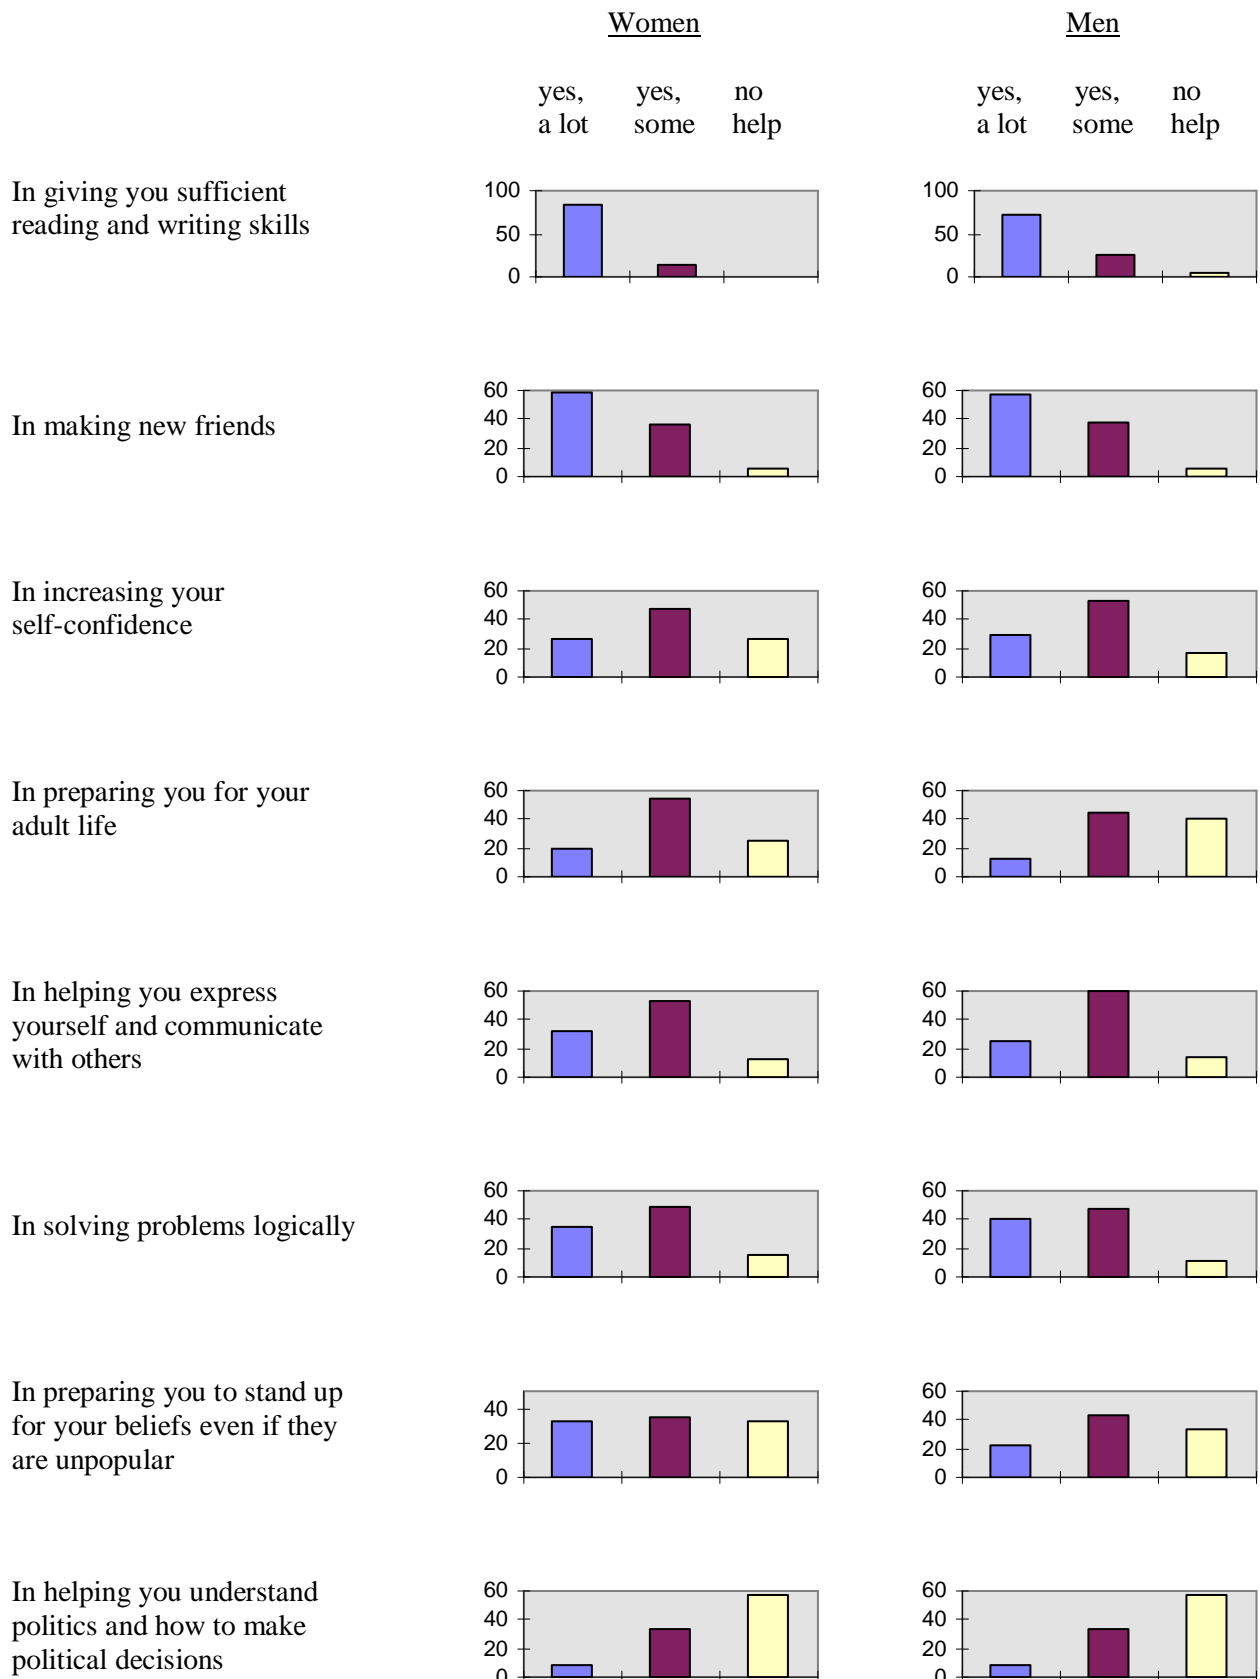 Women Men
yes, yes, no yes, yes, no
a lot some help a lot some help
In giving you sufficient
reading and writing skills
100 100
50 50
0 0
In making new friends
60 60
40 40
20 20
0 0
In increasing your
self-confidence
60 60
40 40
20 20
0 0
In preparing you for your
adult life
60 60
40 40
20 20
0 0
In helping you express
yourself and communicate
with others
60 60
40 40
20 20
0 0
In solving problems logically
60 60
40 40
20 20
0 0
In preparing you to stand up
for your beliefs even if they
are unpopular
60
40 40
20 20
0 0
In helping you understand
politics and how to make
political decisions
60 60
40 40
20 20
0 0